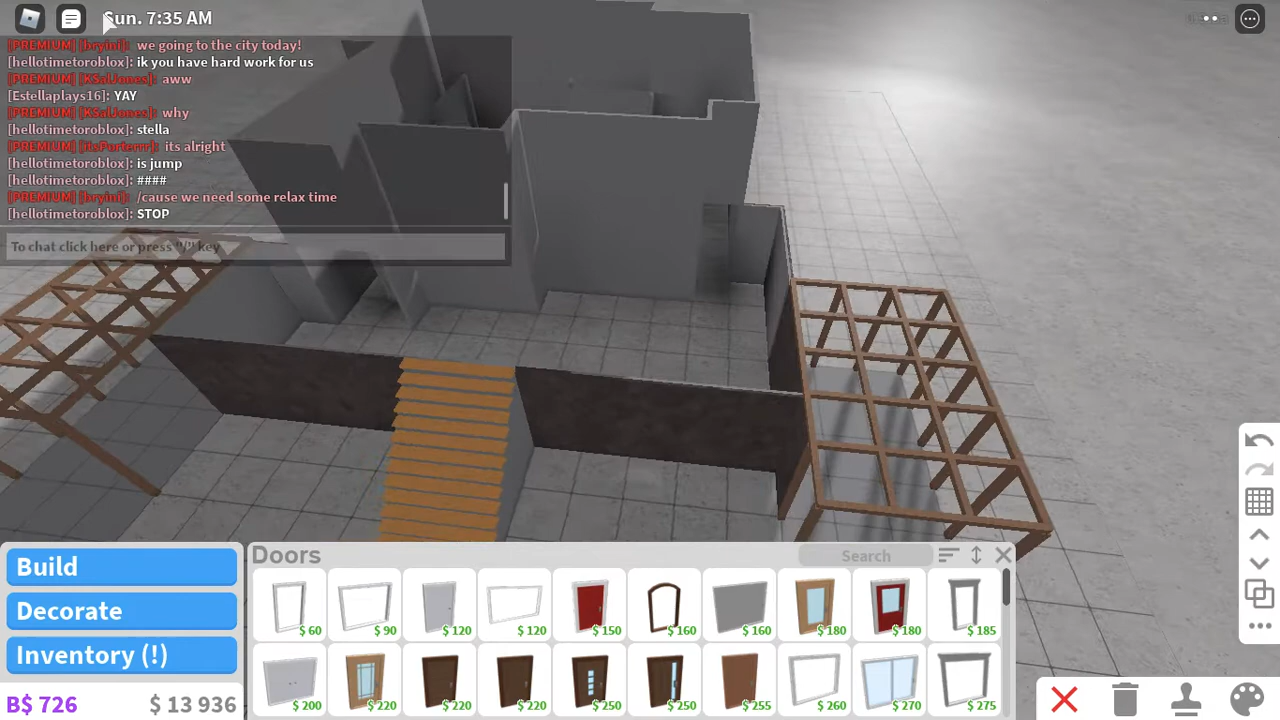 Sun. 7:35 AM
[PREMIUM] [bryini]: we going to the city today!
[hellotimetoroblox]: ik you have hard work for us
[PREMIUM] [KSalJones]: aww
[Estellaplays16]: YAY
[PREMIUM] [KSalJones]: why
[hellotimetoroblox]: stella
[PREMIUM] [itsPurterrr]: its alright
[hellotimetoroblox]: is jump
[hellotimetoroblox]: ####
[PREMIUM] [bryini]: /cause we need some relax time
[hellotimetoroblox]: STOP
To chat click here or press "/" key
Build
Decorate
Inventory (!)
B$ 726
$ 13 936
Doors
Search
$ 60
$ 90
$ 120
$ 120
$ 150
$ 160
$ 160
$ 180
$ 180
$ 185
$ 200
$ 220
$ 220
$ 220
$ 250
$ 250
$ 255
$ 260
$ 270
$ 275